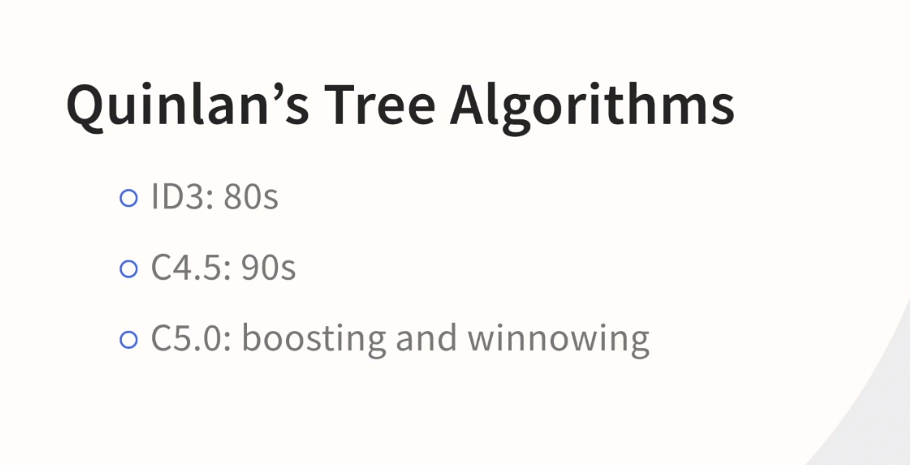 Quinlan’s Tree Algorithms
ID3: 80s
C4.5: 90s
C5.0: boosting and winnowing